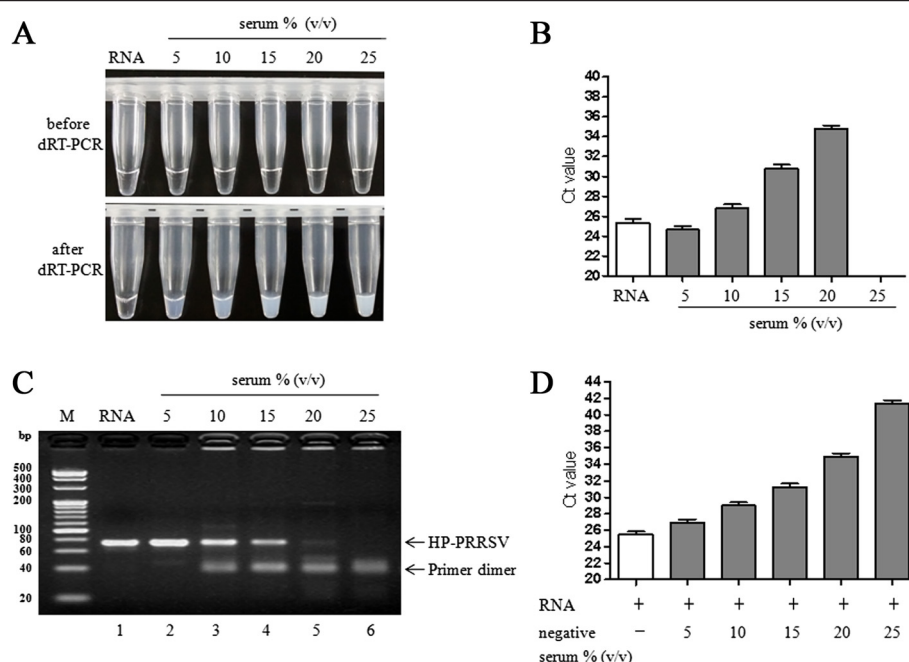 A
serum % (v/v)
RNA 5 10 15 20 25
before
dRT-PCR
after
dRT-PCR
B
Ct value
40
38
36
34
32
30
28
26
24
22
20
RNA 5 10 15 20 25
serum % (v/v)
C
serum % (v/v)
M RNA 5 10 15 20 25
bp
500
400
300
200
100
80
60
40
20
HP-PRRSV
Primer dimer
1 2 3 4 5 6
D
Ct value
44
42
40
38
36
34
32
30
28
26
24
22
20
RNA + + + + + +
negative − 5 10 15 20 25
serum % (v/v)